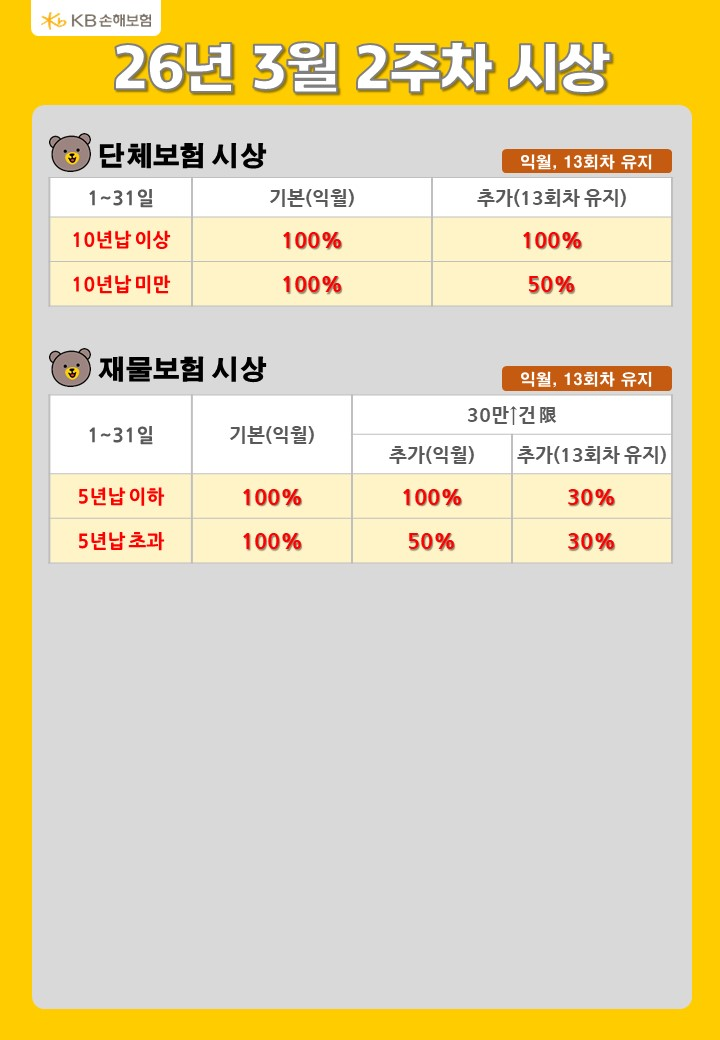 KB손해보험
26년 3월 2주차 시상
단체보험 시상
익월, 13회차 유지
1~31일 기본(익월) 추가(13회차 유지)
10년납 이상 100% 100%
10년납 미만 100% 50%
재물보험 시상
익월, 13회차 유지
1~31일 기본(익월) 30만↑건 限
추가(익월) 추가(13회차 유지)
5년납 이하 100% 100% 30%
5년납 초과 100% 50% 30%